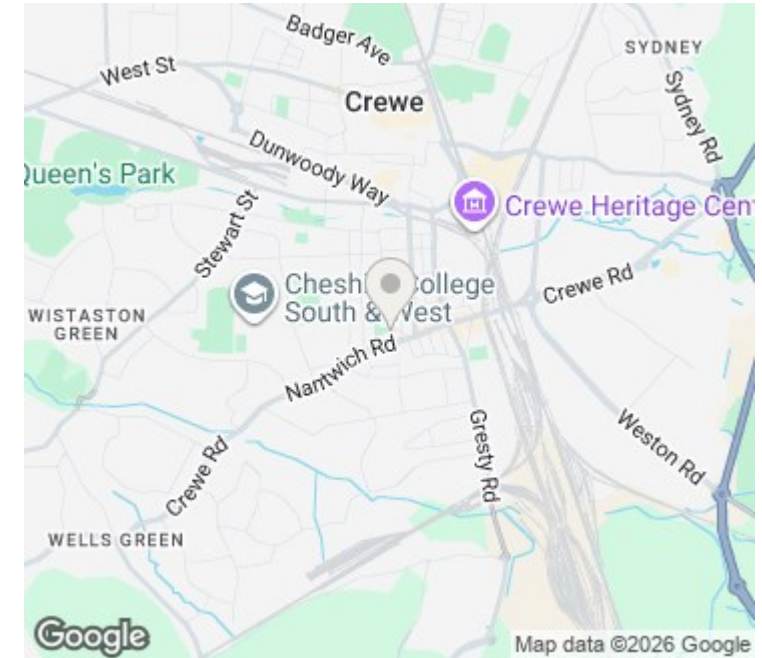 Badger Ave
SYDNEY
West St
Crewe
Sydney Rd
Dunwoody Way
Queen's Park
Stewart St
Crewe Heritage Cen
Cheshi College
South & West
Crewe Rd
WISTASTON
GREEN
Nantwich Rd
Gresty Rd
Weston Rd
Crewe Rd
WELLS GREEN
Google
Map data ©2026 Google